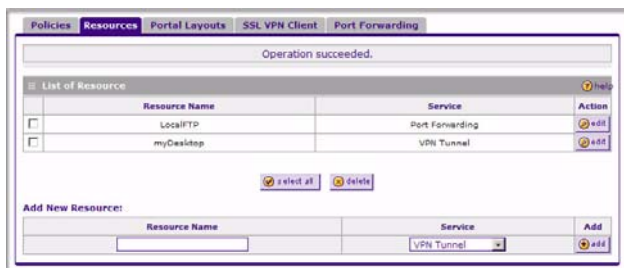 Policies Resources Portal Layouts SSL VPN Client Port Forwarding
Operation succeeded.
List of Resource help
Resource Name Service Action
LocalFTP Port Forwarding edit
myDesktop VPN Tunnel edit
select all delete
Add New Resource:
Resource Name Service Add
VPN Tunnel add